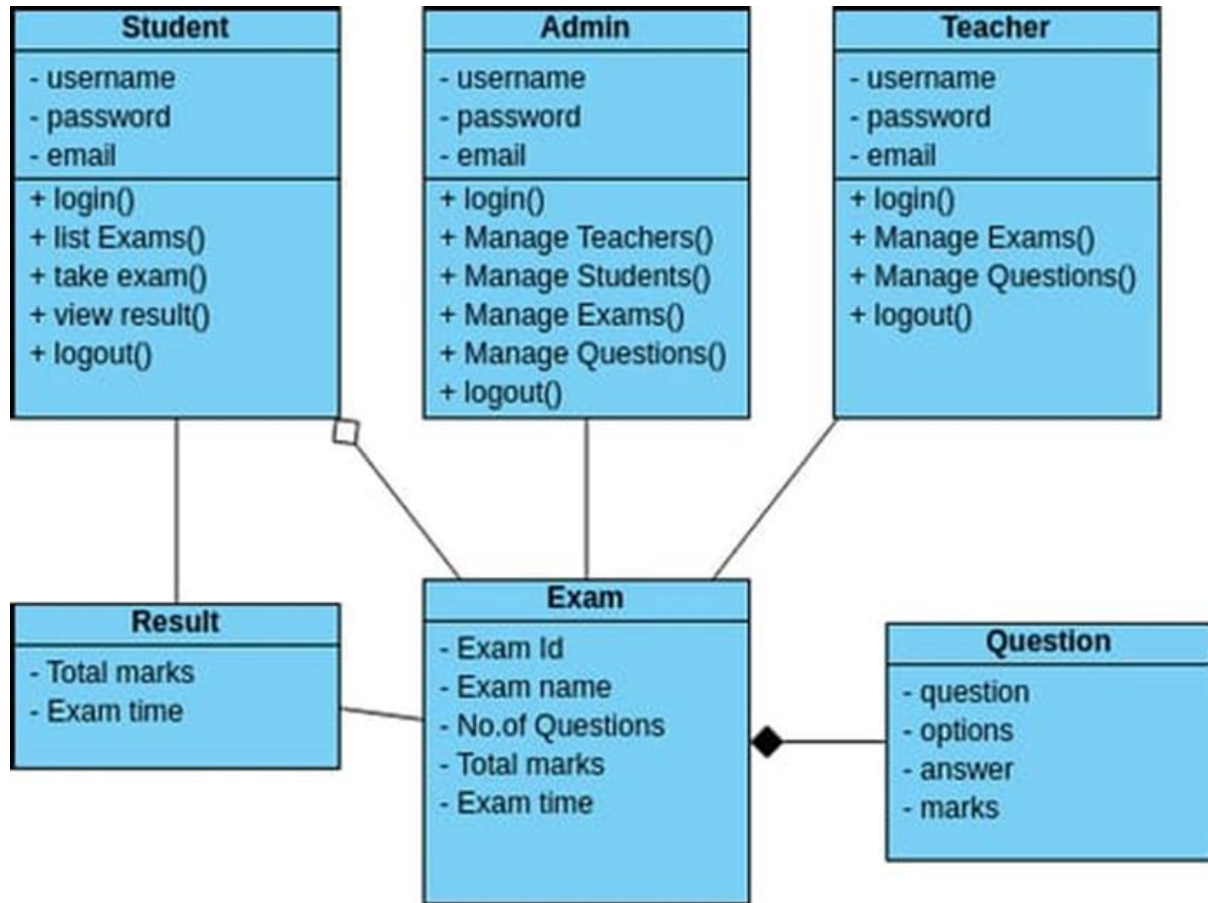 Student
- username
- password
- email
+ login()
+ list Exams()
+ take exam()
+ view result()
+ logout()
Admin
- username
- password
- email
+ login()
+ Manage Teachers()
+ Manage Students()
+ Manage Exams()
+ Manage Questions()
+ logout()
Teacher
- username
- password
- email
+ login()
+ Manage Exams()
+ Manage Questions()
+ logout()
Result
- Total marks
- Exam time
Exam
- Exam Id
- Exam name
- No.of Questions
- Total marks
- Exam time
Question
- question
- options
- answer
- marks